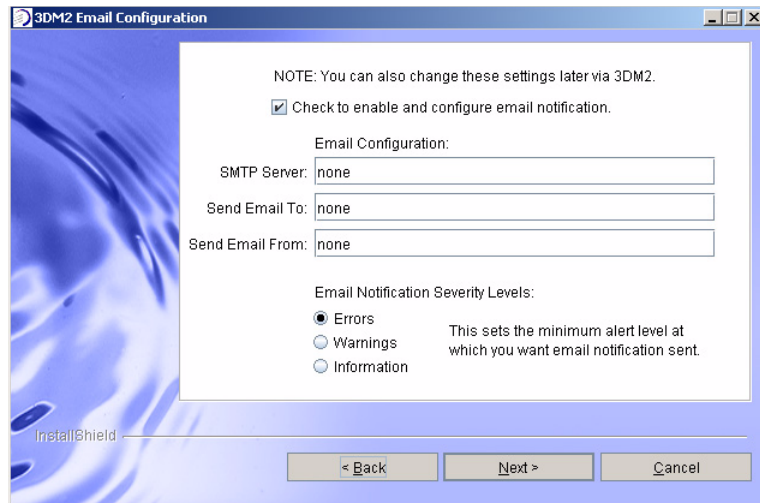 3DM2 Email Configuration
NOTE: You can also change these settings later via 3DM2.
Check to enable and configure email notification.
Email Configuration:
SMTP Server: none
Send Email To: none
Send Email From: none
Email Notification Severity Levels:
Errors
Warnings
Information
This sets the minimum alert level at
which you want email notification sent.
InstallShield
< Back Next > Cancel